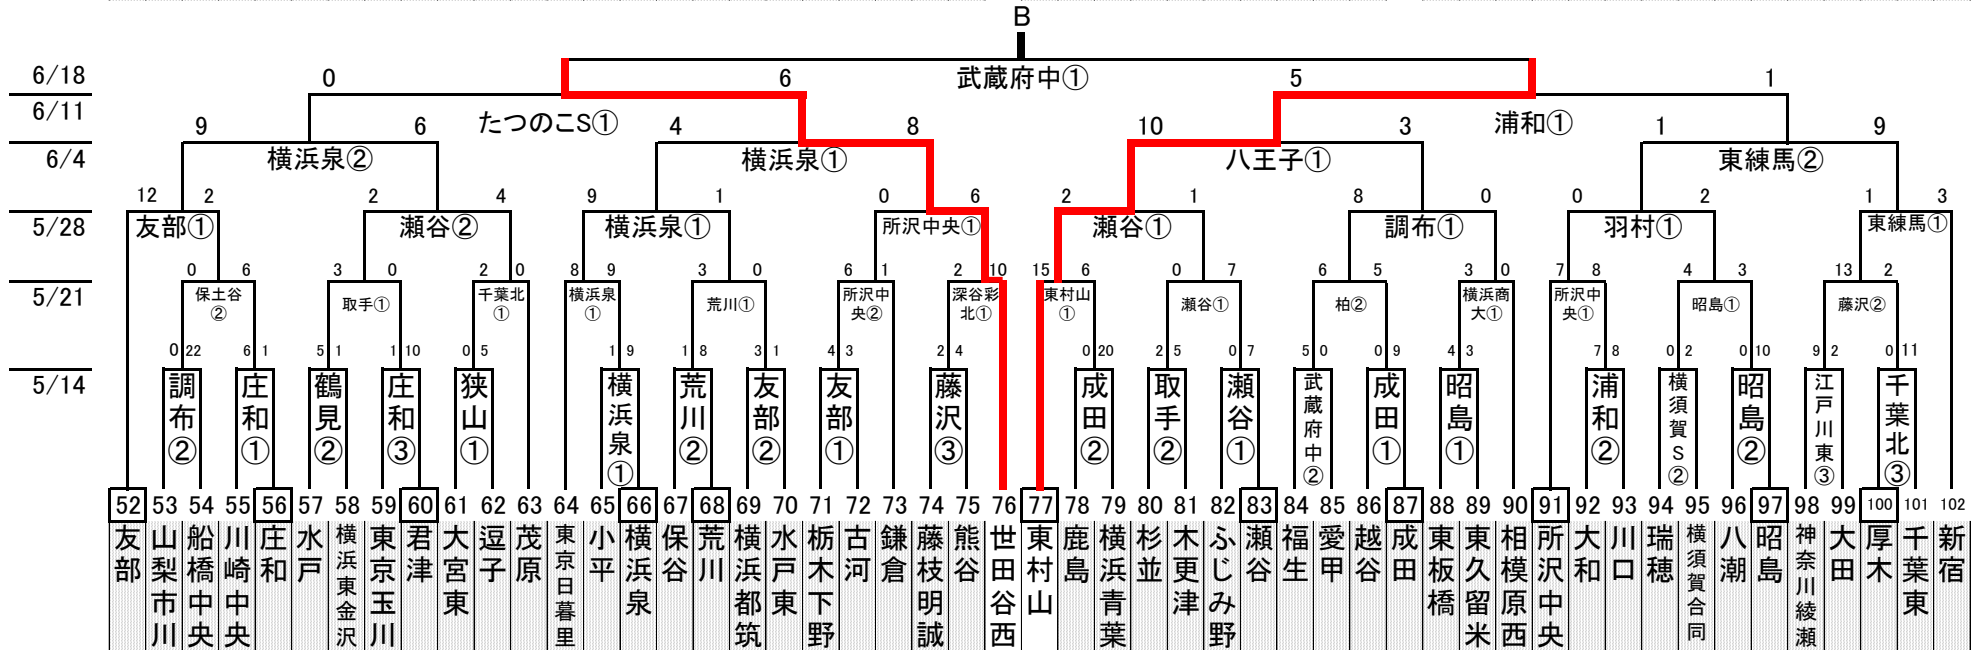 B
6/18 0 6 武蔵府中① 5 1
6/11 9 6 たつのこS① 4 8 10 3 浦和① 1 9
6/4 横浜泉② 横浜泉① 八王子① 東練馬②
12 2 2 4 9 1 0 6 2 1 8 0 0 2 1 3
5/28 友部① 瀬谷② 横浜泉① 所沢中央① 瀬谷① 調布① 羽村① 東練馬①
0 6 3 0 2 0 8 9 3 0 6 1 2 10 15 6 0 7 6 5 3 0 7 8 4 3 13 2
5/21 保土谷② 取手① 千葉北① 横浜泉① 荒川① 所沢中央② 深谷彩北① 東村山① 瀬谷① 柏② 横浜商大① 所沢中央① 昭島① 藤沢②
0 22 6 1 5 1 1 10 0 5 1 9 1 8 3 1 4 3 2 4 0 20 2 5 0 7 5 0 0 9 4 3 7 8 0 2 0 10 9 2 0 11
5/14 調布② 庄和① 鶴見② 庄和③ 狭山① 横浜泉① 荒川② 友部② 友部① 藤沢③ 成田② 取手② 瀬谷① 武蔵府中② 成田① 昭島① 浦和② 横須賀S② 昭島② 江戸川東③ 千葉北③
52 53 54 55 56 57 58 59 60 61 62 63 64 65 66 67 68 69 70 71 72 73 74 75 76 77 78 79 80 81 82 83 84 85 86 87 88 89 90 91 92 93 94 95 96 97 98 99 100 101 102
友部 山梨市川 船橋中央 川崎中央 庄和 水戸 横浜東金沢 東京玉川 君津 大宮東 逗子 茂原 東京日暮里 小平 横浜泉 保谷 荒川 横浜都筑 水戸東 栃木下野 古河 鎌倉 藤枝明誠 熊谷 世田谷西 東村山 鹿島 横浜青葉 杉並 木更津 ふじみ野 瀬谷 福生 愛甲 越谷 成田 東板橋 東久留米 相模原西 所沢中央 大和 川口 瑞穂 横須賀合同 八潮 昭島 神奈川綾瀬 大田 厚木 千葉東 新宿